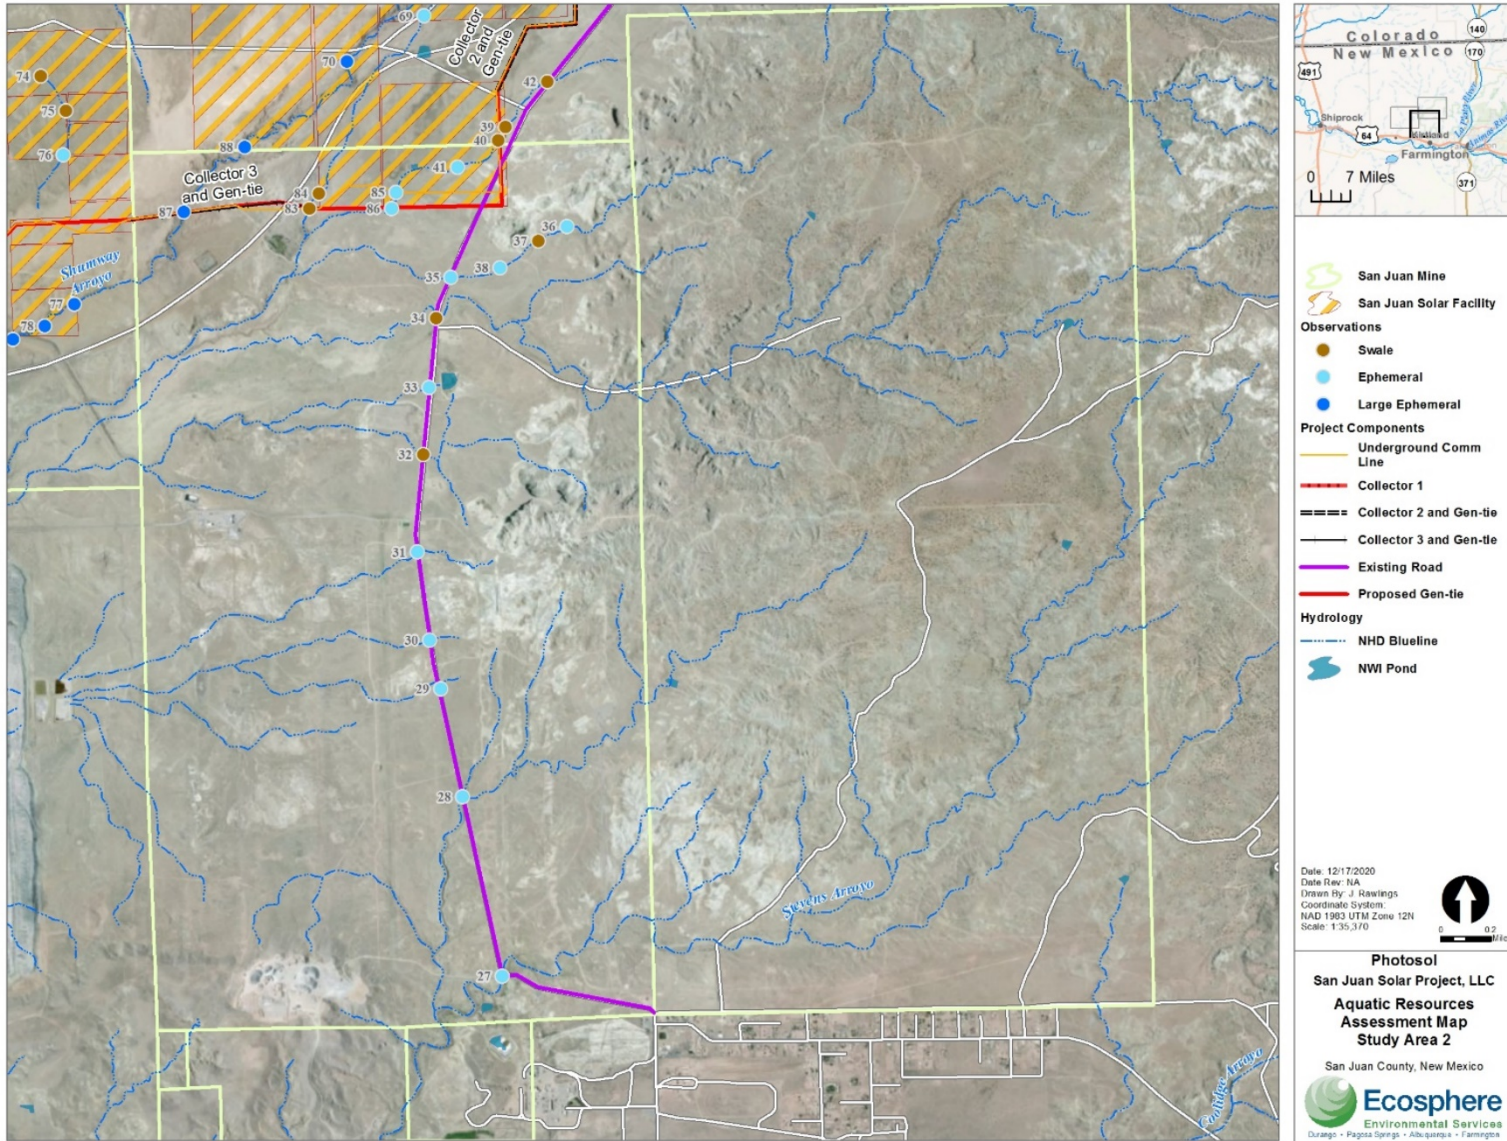 69
Collector
2 and
Gen-tie
70
74
42
75
39
40
76
88
41
Collector 3
and Gen-tie
84
85
87
83
86
36
37
Shumway
Arroyo
38
35
77
34
78
33
32
31
30
29
28
Stevens Arroyo
27
Coolidge Arroyo
Colorado
New Mexico
140
170
491
La Plata River
Shiprock
64
Kirtland
Animas River
Farmington
371
0 7 Miles
San Juan Mine
San Juan Solar Facility
Observations
Swale
Ephemeral
Large Ephemeral
Project Components
Underground Comm
Line
Collector 1
Collector 2 and Gen-tie
Collector 3 and Gen-tie
Existing Road
Proposed Gen-tie
Hydrology
NHD Blueline
NWI Pond
Date: 12/17/2020
Date Rev: NA
Drawn By: J. Rawlings
Coordinate System:
NAD 1983 UTM Zone 12N
Scale: 1:35,370
0 0.2
Photosol
San Juan Solar Project, LLC
Aquatic Resources
Assessment Map
Study Area 2
San Juan County, New Mexico
Ecosphere
Environmental Services
Durango • Pagosa Springs • Albuquerque • Farmington